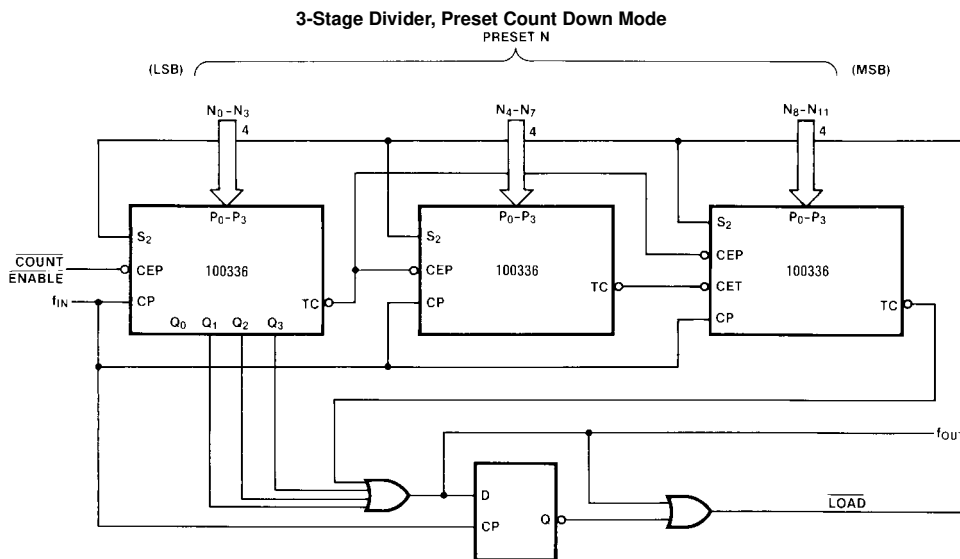 3-Stage Divider, Preset Count Down Mode
PRESET N
(LSB) (MSB)
N0–N3 N4–N7 N8–N11
4 4 4
P0–P3 P0–P3 P0–P3
S2 S2 S2
COUNT
ENABLE
CEP 100336 CEP 100336 CEP 100336
CET
fIN CP TC CP TC CP TC
Q0 Q1 Q2 Q3
fOUT
D
CP Q
LOAD